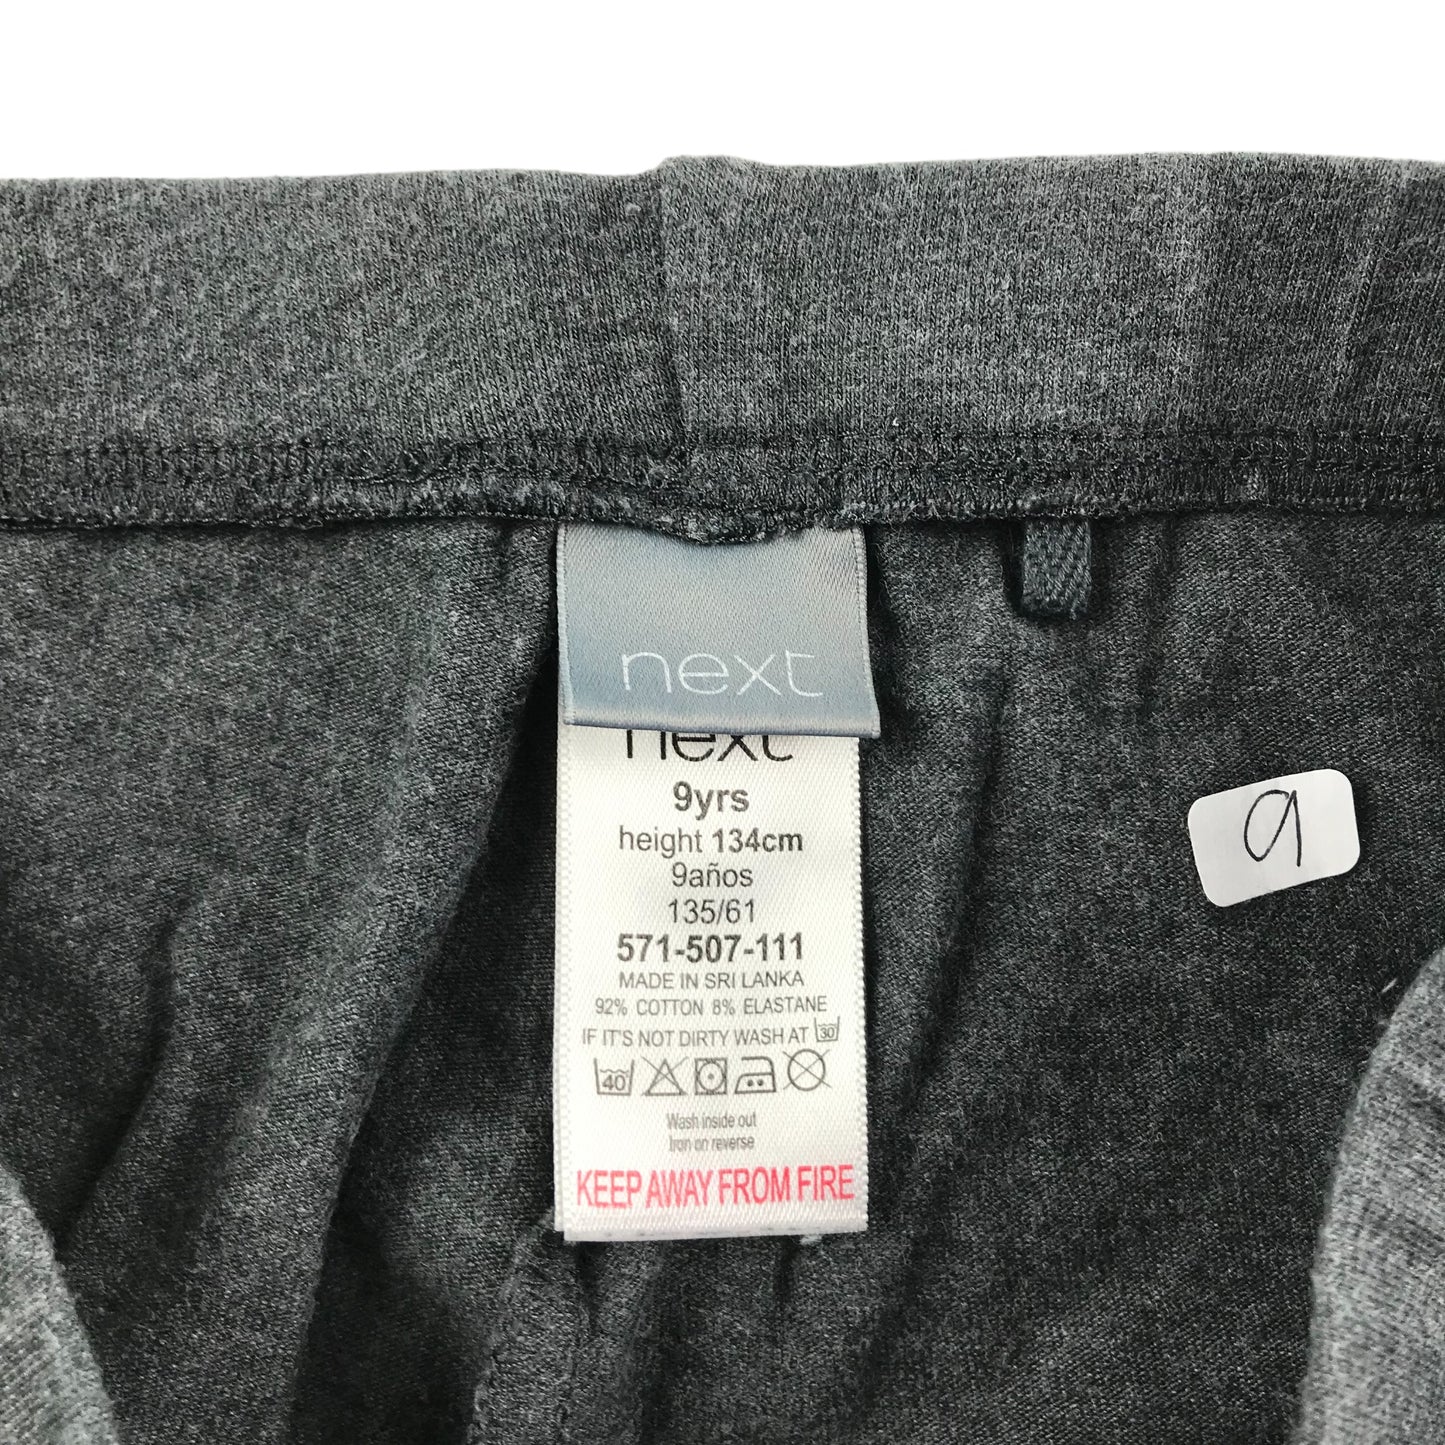 next
next
9yrs
height 134cm
9años
135/61
571-507-111
MADE IN SRI LANKA
92% COTTON 8% ELASTANE
IF IT'S NOT DIRTY WASH AT 30
40
Wash inside out
Iron on reverse
KEEP AWAY FROM FIRE
9